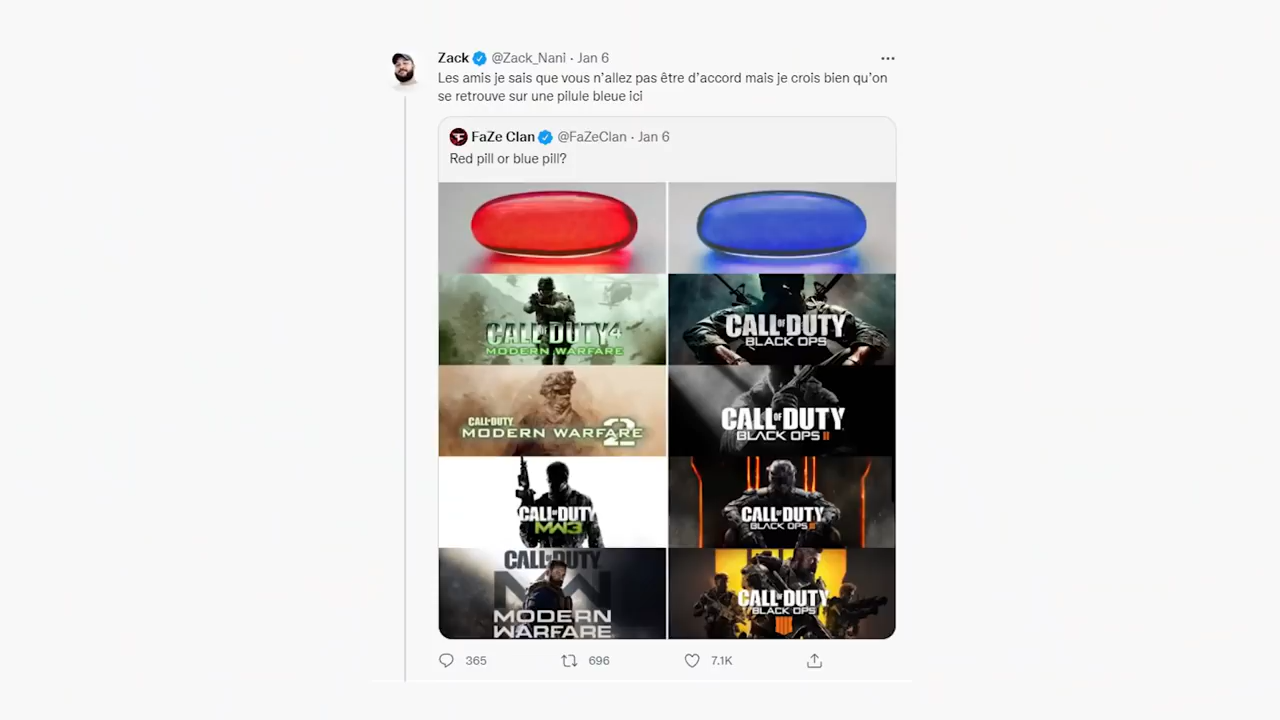 Zack @Zack_Nani · Jan 6
Les amis je sais que vous n'allez pas être d'accord mais je crois bien qu'on
se retrouve sur une pilule bleue ici
FaZe Clan @FaZeClan · Jan 6
Red pill or blue pill?
CALL OF DUTY 4
MODERN WARFARE
CALL OF DUTY
BLACK OPS
CALL OF DUTY
MODERN WARFARE 2
CALL OF DUTY
BLACK OPS II
CALL OF DUTY
MW3
CALL OF DUTY
BLACK OPS III
CALL OF DUTY
MW
MODERN
WARFARE
CALL OF DUTY
BLACK OPS
IIII
365 696 7.1K